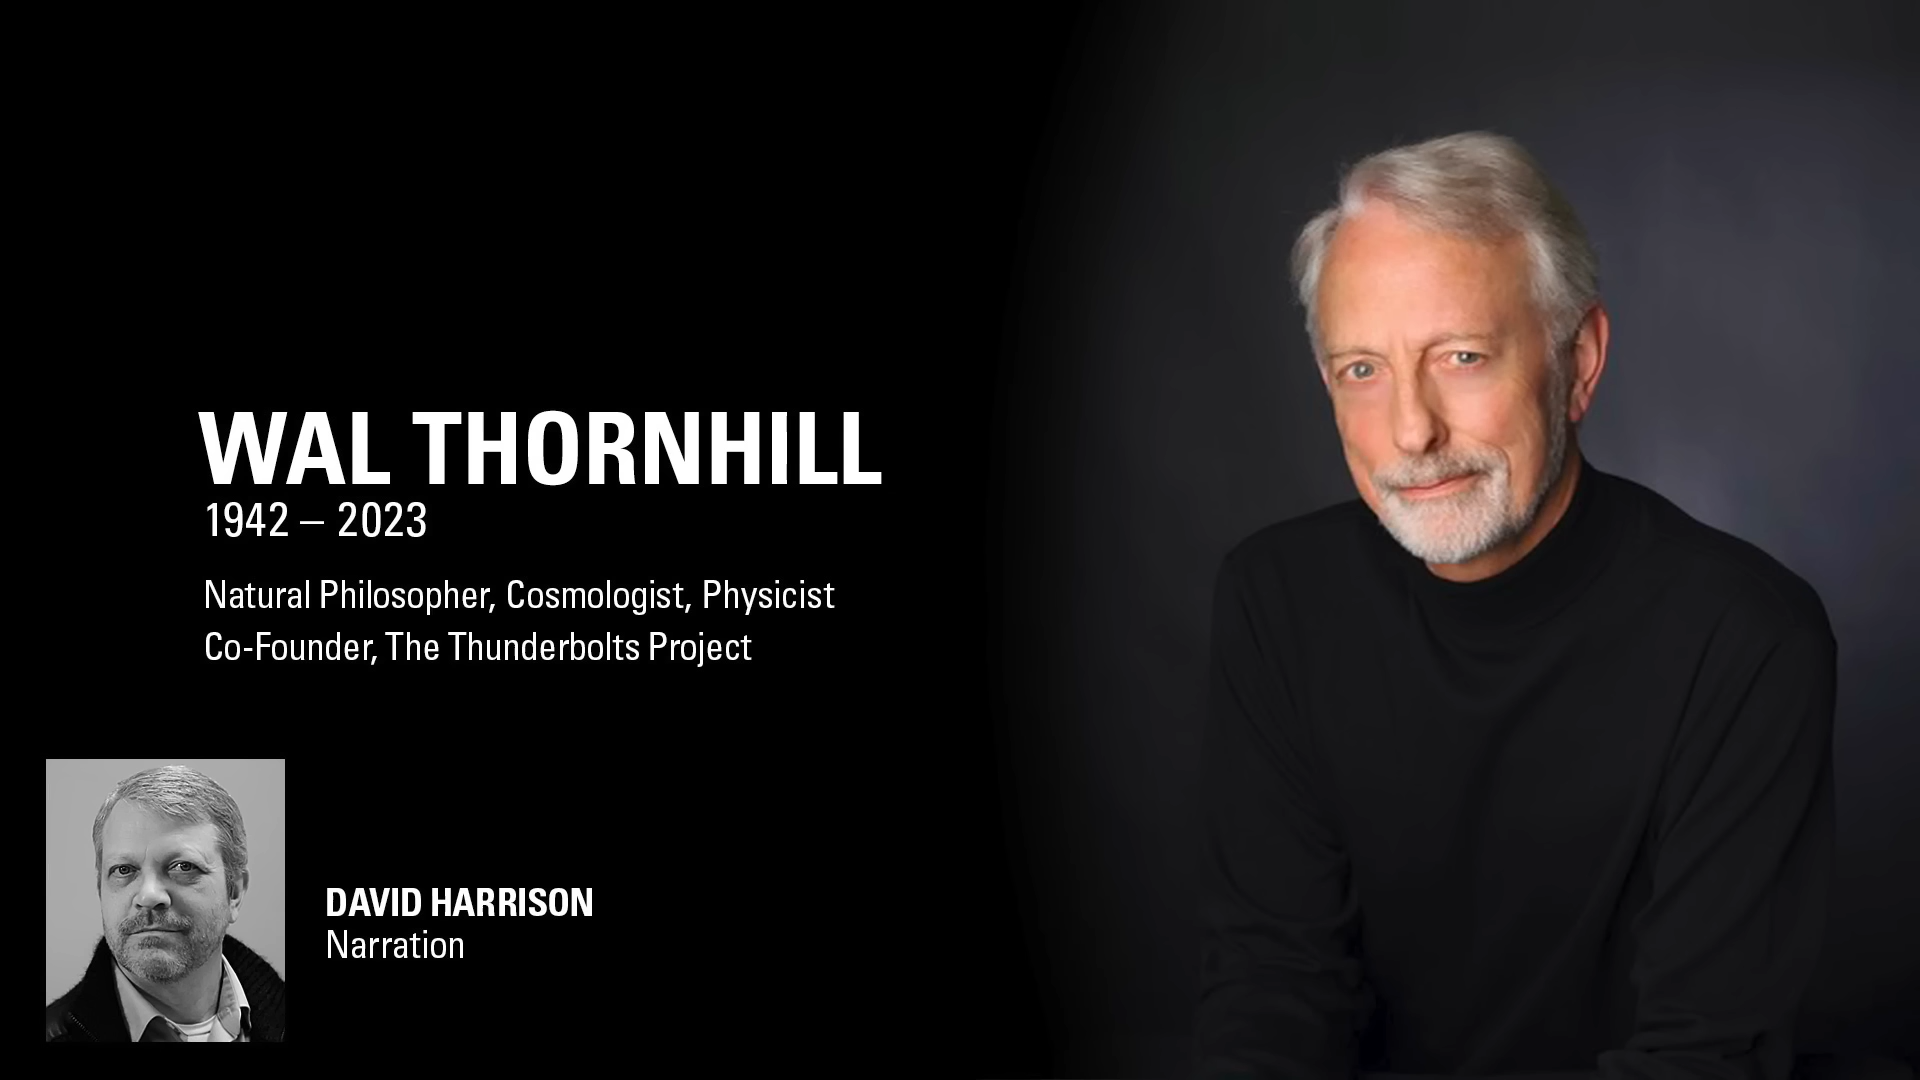 WAL THORNHILL
1942 – 2023
Natural Philosopher, Cosmologist, Physicist
Co-Founder, The Thunderbolts Project
DAVID HARRISON
Narration